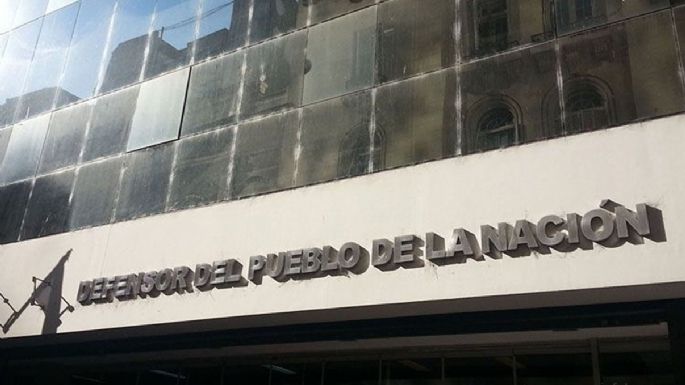 DEFENSOR DEL PUEBLO DE LA NACIÓN